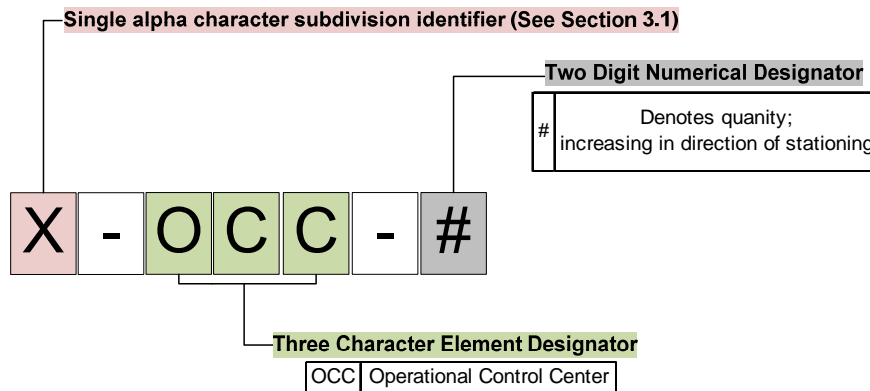 Single alpha character subdivision identifier (See Section 3.1)
Two Digit Numerical Designator
# Denotes quanity;
increasing in direction of stationing
X - OCC - #
Three Character Element Designator
OCC Operational Control Center